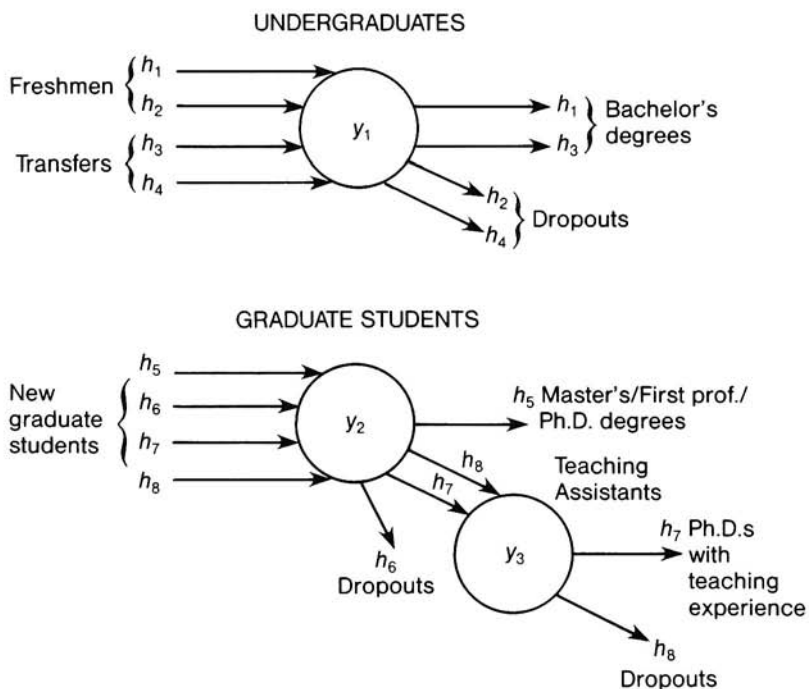 UNDERGRADUATES
Freshmen { h₁
h₂
Transfers { h₃
h₄
y₁
h₁ } Bachelor's
h₃ degrees
h₂ } Dropouts
h₄
GRADUATE STUDENTS
New
graduate
students
h₅
h₆
h₇
h₈
y₂
h₅ Master's/First prof./
Ph.D. degrees
h₈
h₇
Teaching
Assistants
y₃
h₆
Dropouts
h₇ Ph.D.s
with
teaching
experience
h₈
Dropouts